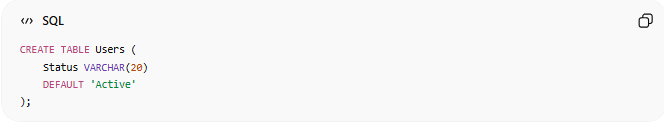 </> SQL
CREATE TABLE Users (
    Status VARCHAR(20)
    DEFAULT 'Active'
);